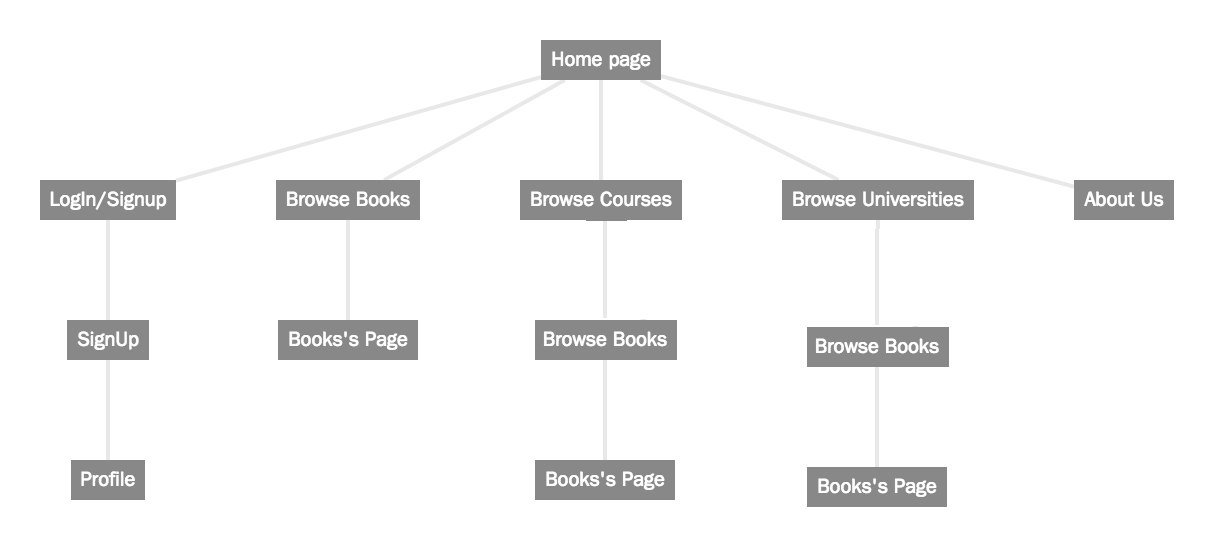 Home page
LogIn/Signup
Browse Books
Browse Courses
Browse Universities
About Us
SignUp
Books's Page
Browse Books
Browse Books
Profile
Books's Page
Books's Page